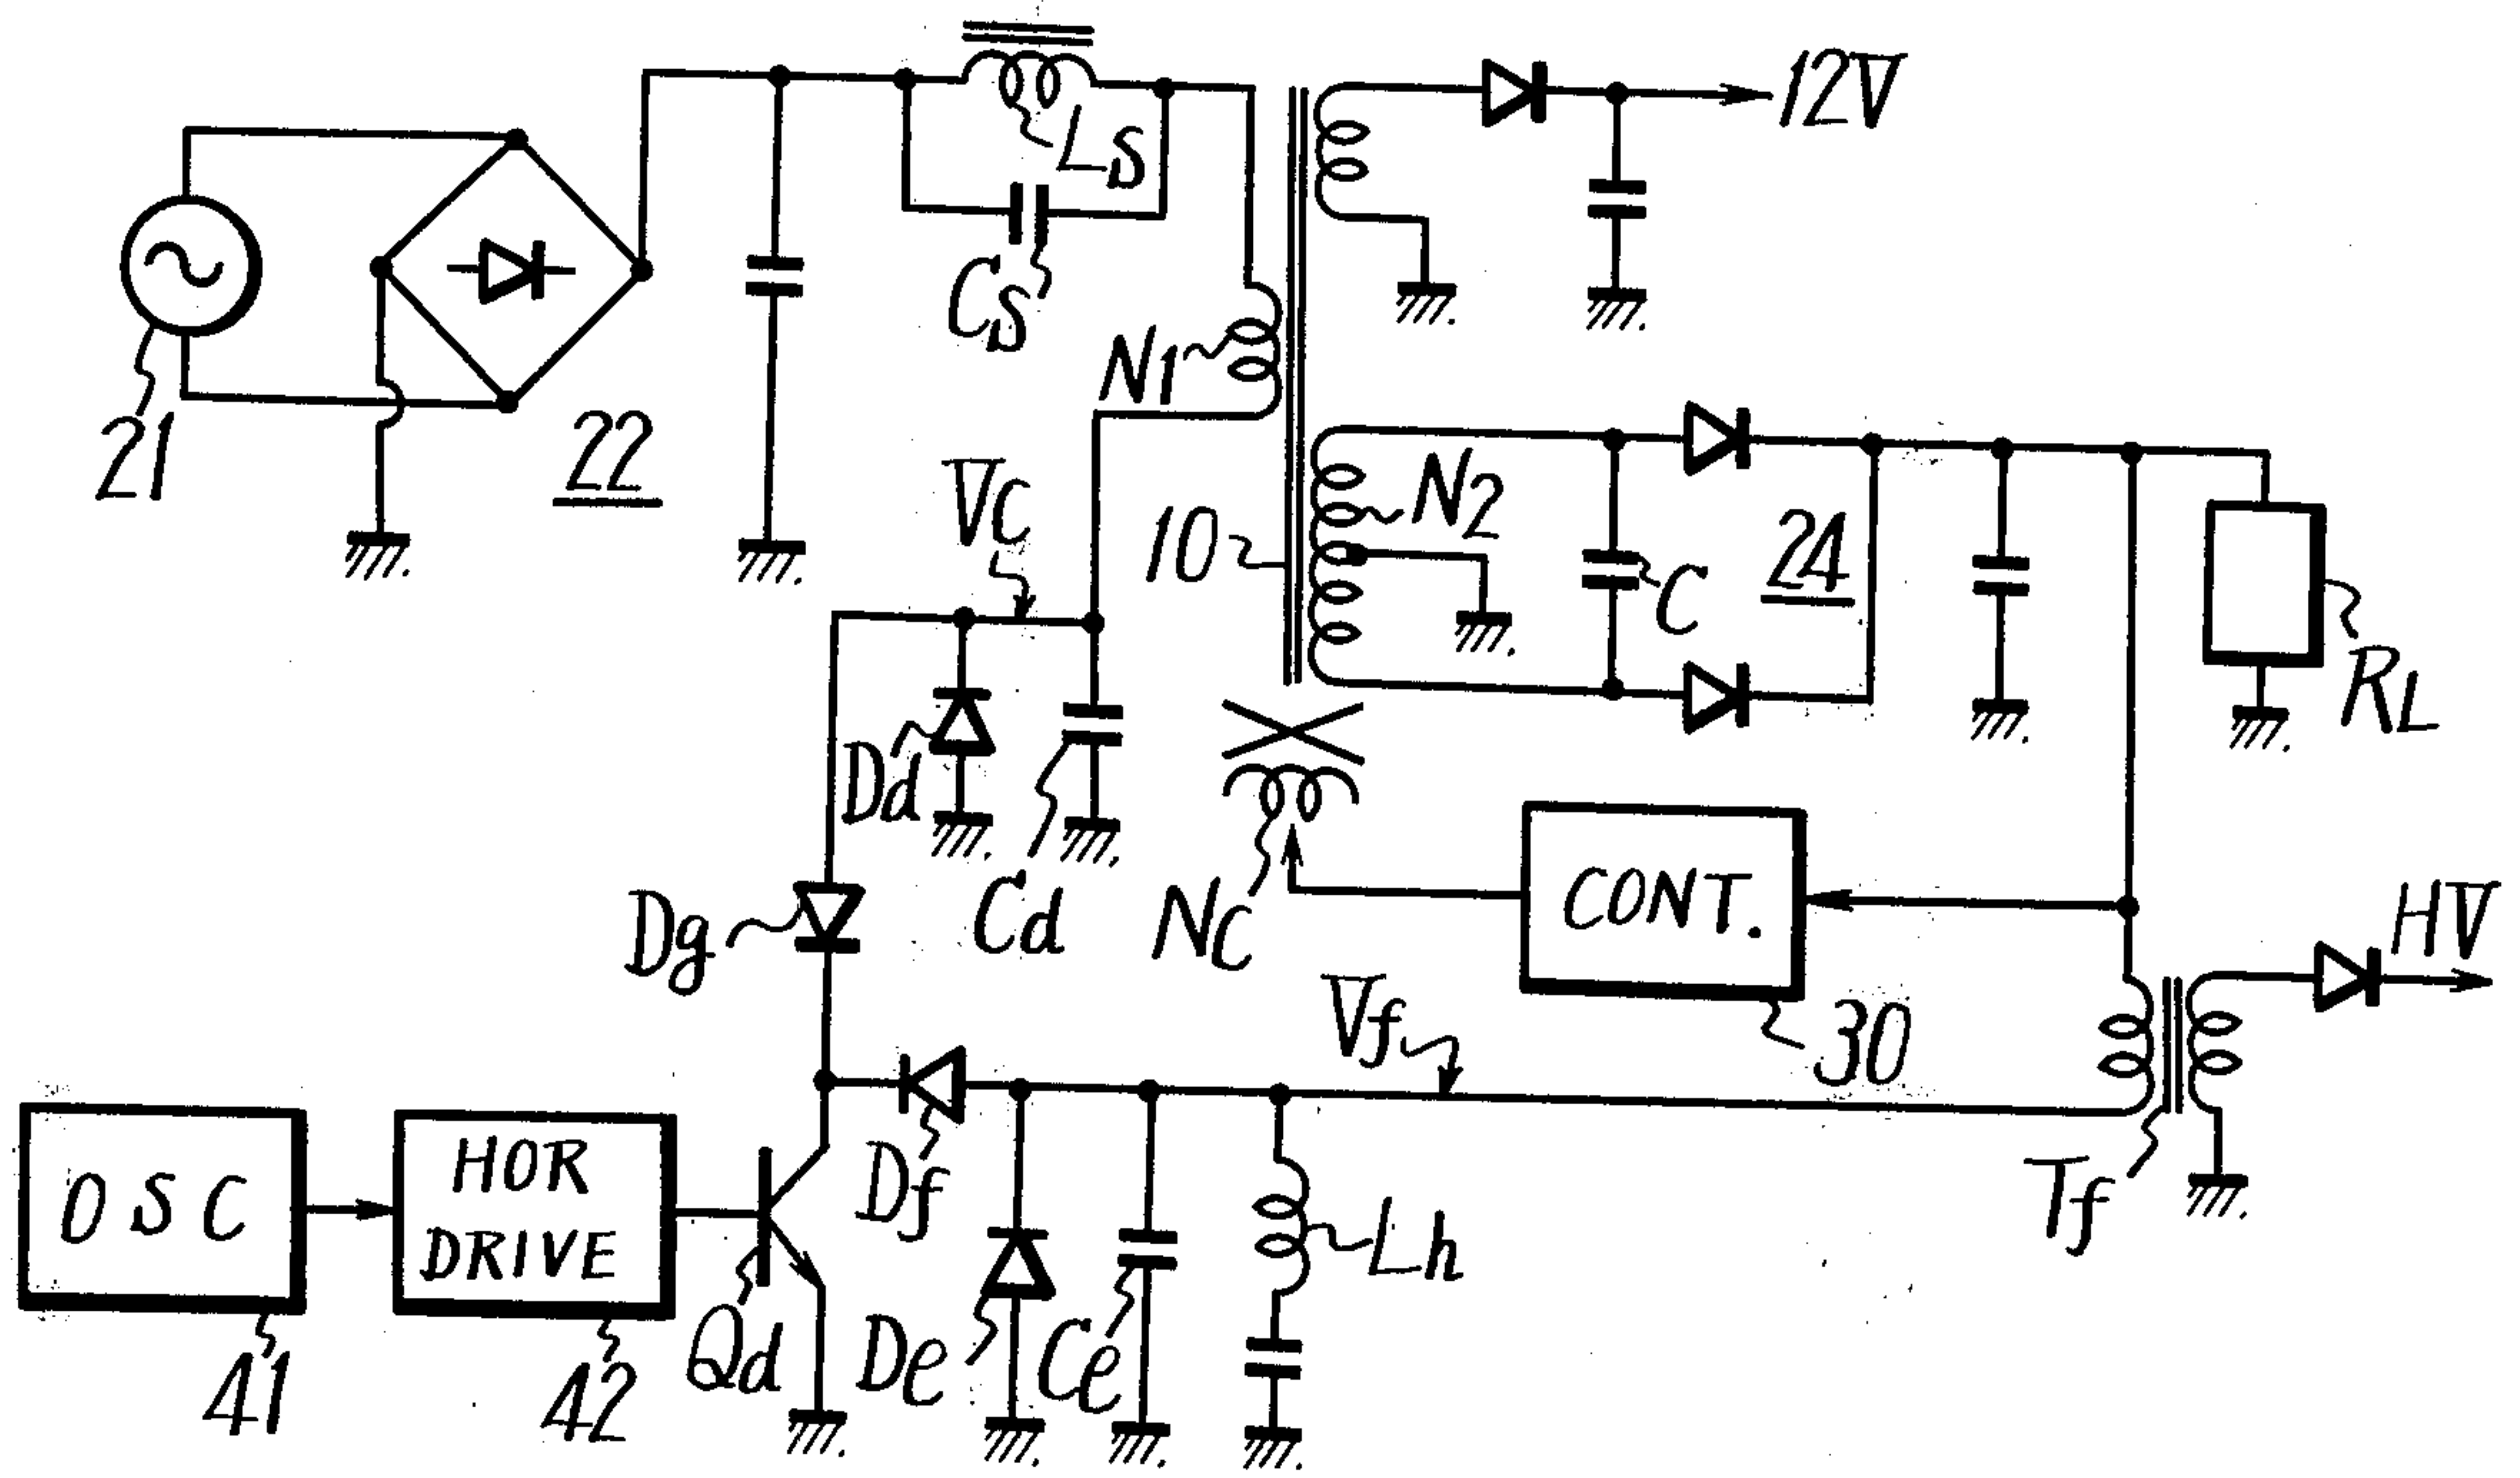 12V
Ls
Cs
N1
21
22
Vc
10
N2
C
24
RL
Dd
Cd
Nc
CONT.
30
HV
Dg
Vf
Tf
OSC
41
HOR
DRIVE
42
Qd
Df
De
Ce
Lh